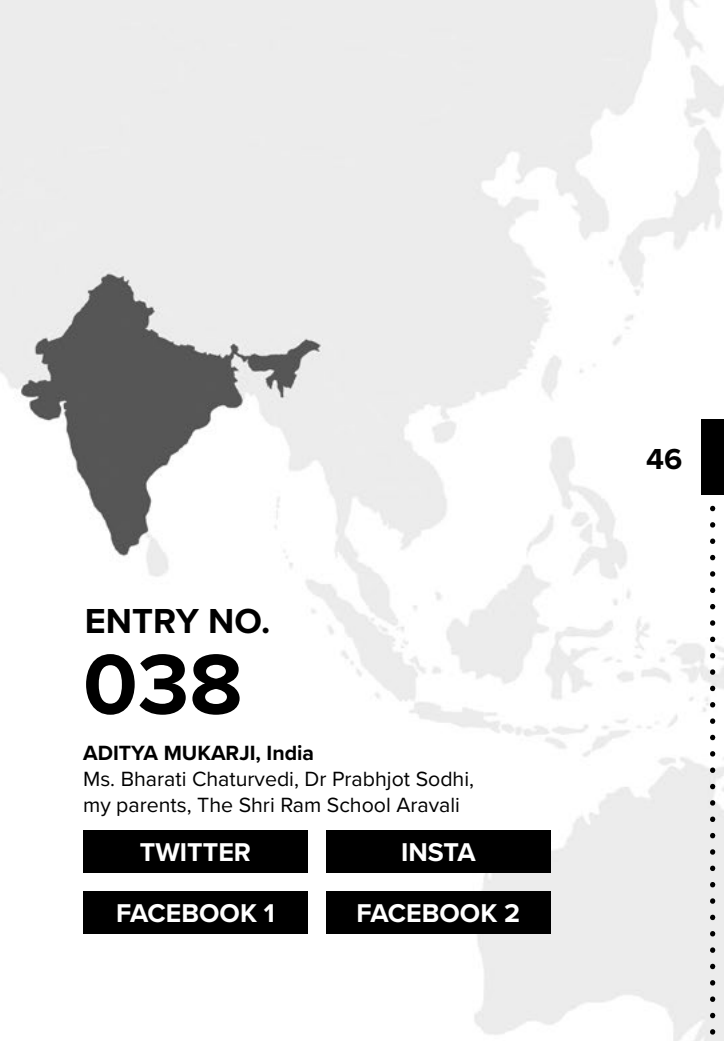 46
ENTRY NO.
038
ADITYA MUKARJI, India
Ms. Bharati Chaturvedi, Dr Prabhjot Sodhi,
my parents, The Shri Ram School Aravali
TWITTER
INSTA
FACEBOOK 1
FACEBOOK 2